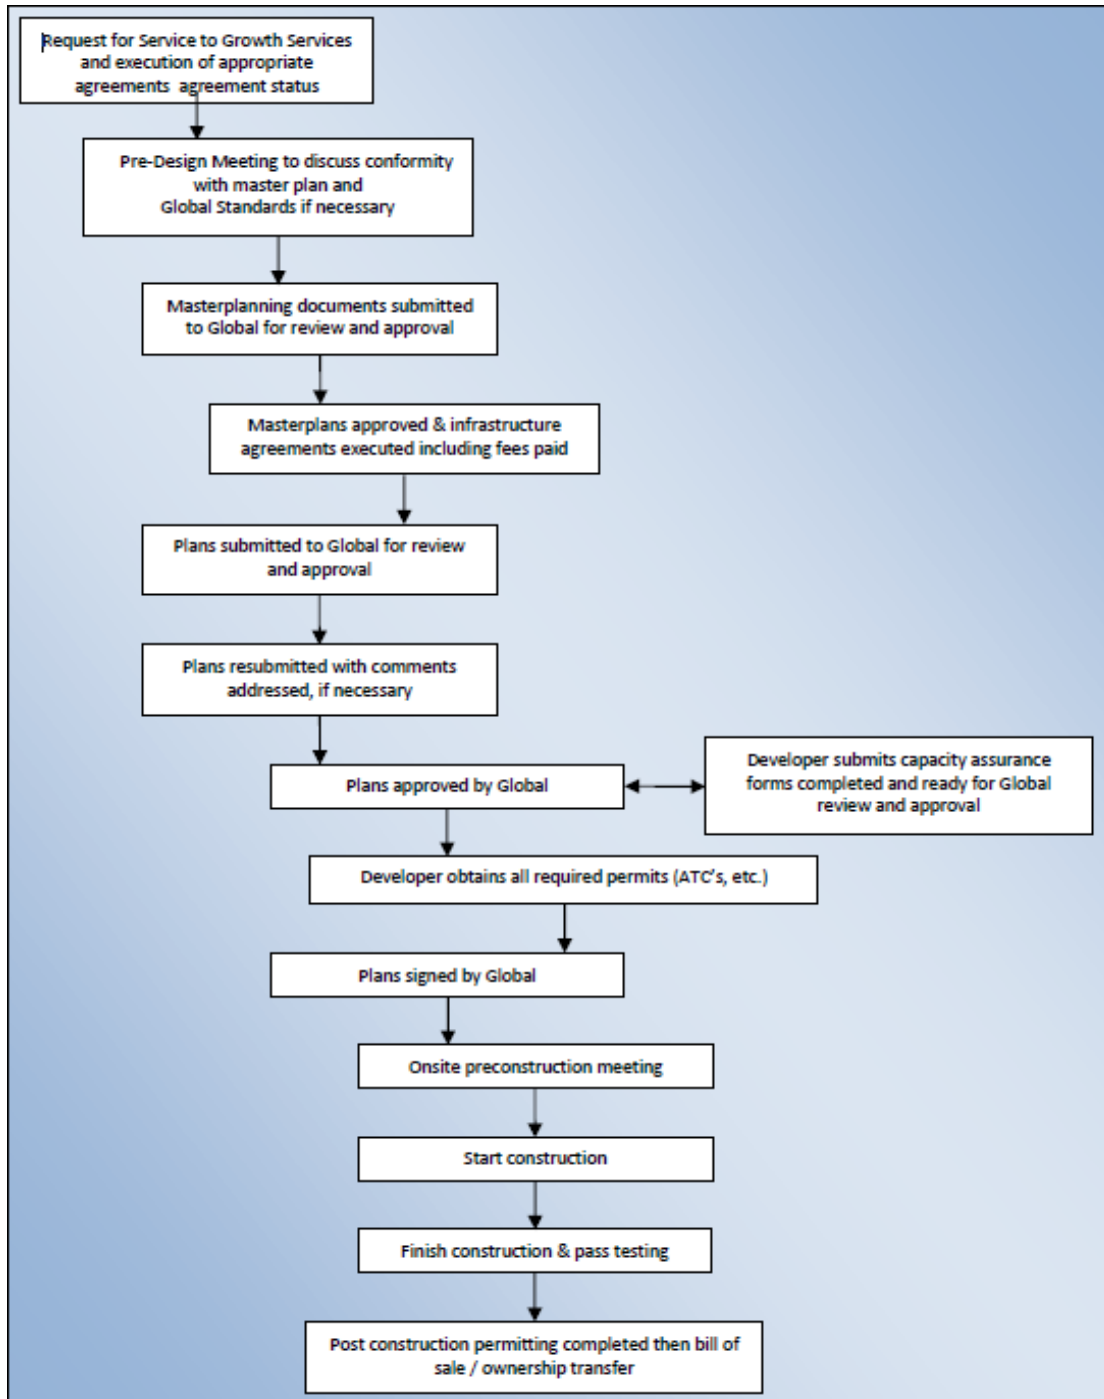 Request for Service to Growth Services
and execution of appropriate
agreements agreement status
Pre-Design Meeting to discuss conformity
with master plan and
Global Standards if necessary
Masterplanning documents submitted
to Global for review and approval
Masterplans approved & infrastructure
agreements executed including fees paid
Plans submitted to Global for review
and approval
Plans resubmitted with comments
addressed, if necessary
Plans approved by Global
Developer submits capacity assurance
forms completed and ready for Global
review and approval
Developer obtains all required permits (ATC's, etc.)
Plans signed by Global
Onsite preconstruction meeting
Start construction
Finish construction & pass testing
Post construction permitting completed then bill of
sale / ownership transfer